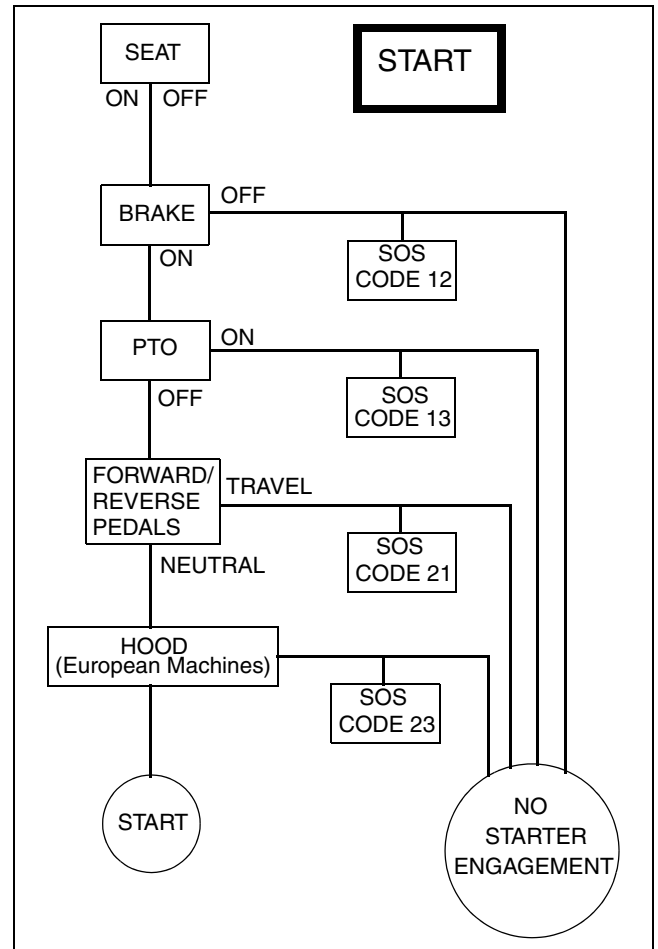 SEAT
START
ON OFF
BRAKE
OFF
ON
SOS
CODE 12
PTO
ON
OFF
SOS
CODE 13
FORWARD/
REVERSE
PEDALS
TRAVEL
NEUTRAL
SOS
CODE 21
HOOD
(European Machines)
SOS
CODE 23
START
NO
STARTER
ENGAGEMENT